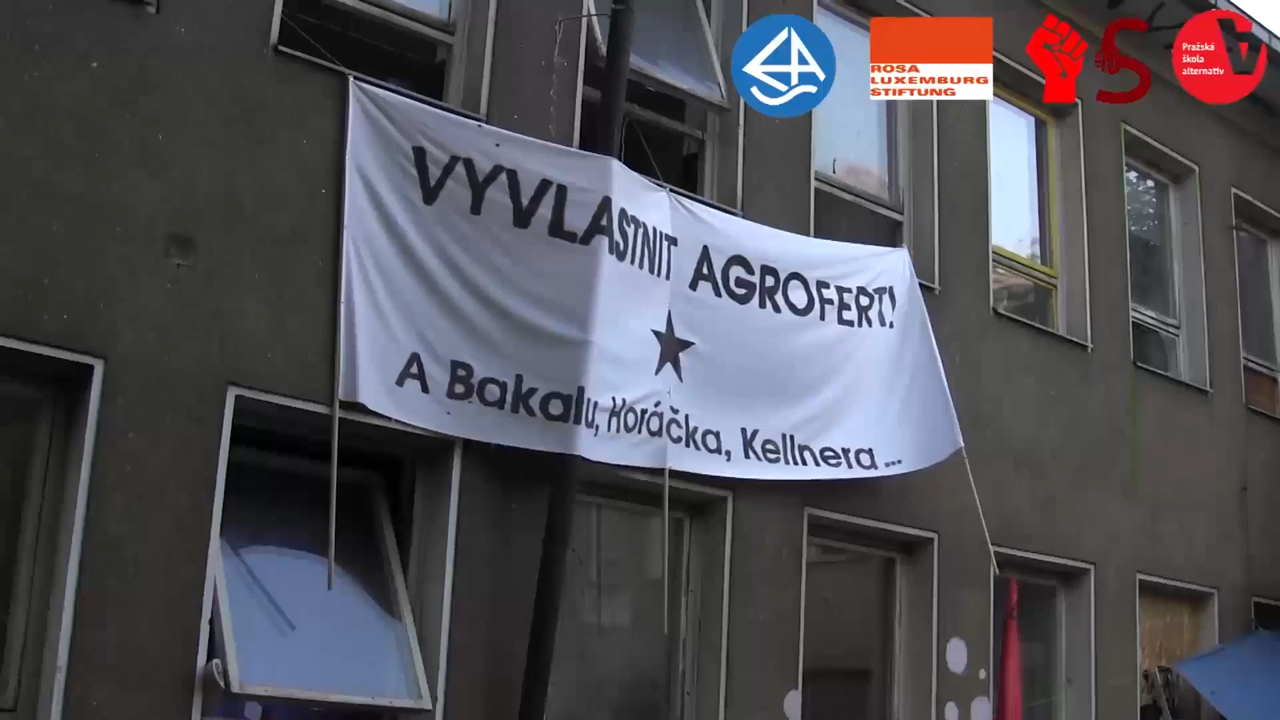 ROSA
LUXEMBURG
STIFTUNG
Pražská
škola
alternativ
VYVLASTNIT AGROFERT!
A Bakalu, Horáčka, Kellnera ...